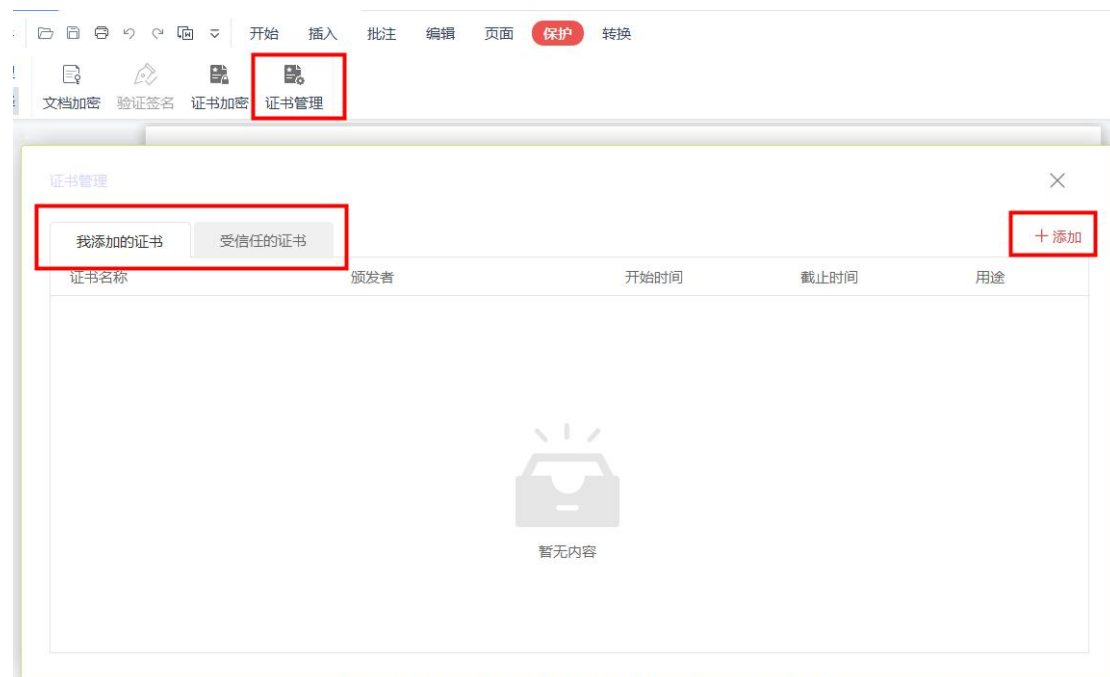 开始 插入 批注 编辑 页面 保护 转换
文档加密 验证签名 证书加密 证书管理
证书管理
我添加的证书 受信任的证书 十添加
证书名称 颁发者 开始时间 截止时间 用途
暂无内容